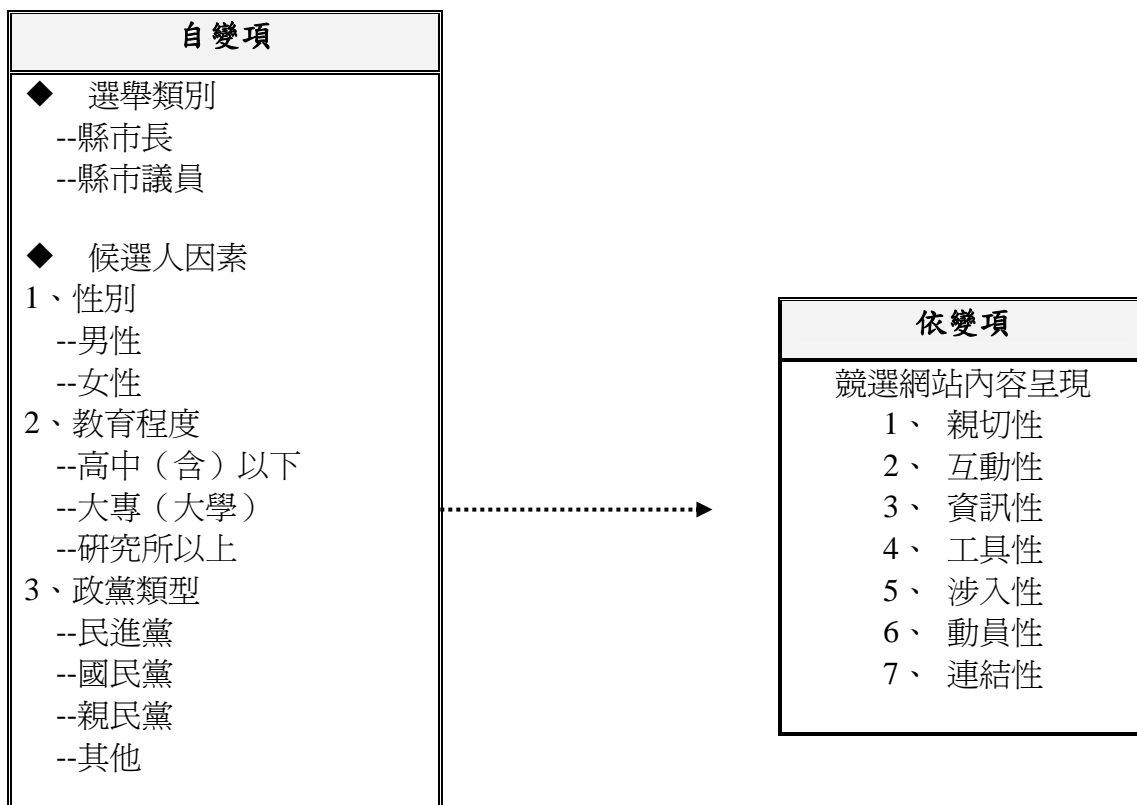 自變項
◆ 選舉類別
--縣市長
--縣市議員
◆ 候選人因素
1、性別
--男性
--女性
2、教育程度
--高中（含）以下
--大專（大學）
--研究所以上
3、政黨類型
--民進黨
--國民黨
--親民黨
--其他
依變項
競選網站內容呈現
1、 親切性
2、 互動性
3、 資訊性
4、 工具性
5、 涉入性
6、 動員性
7、 連結性